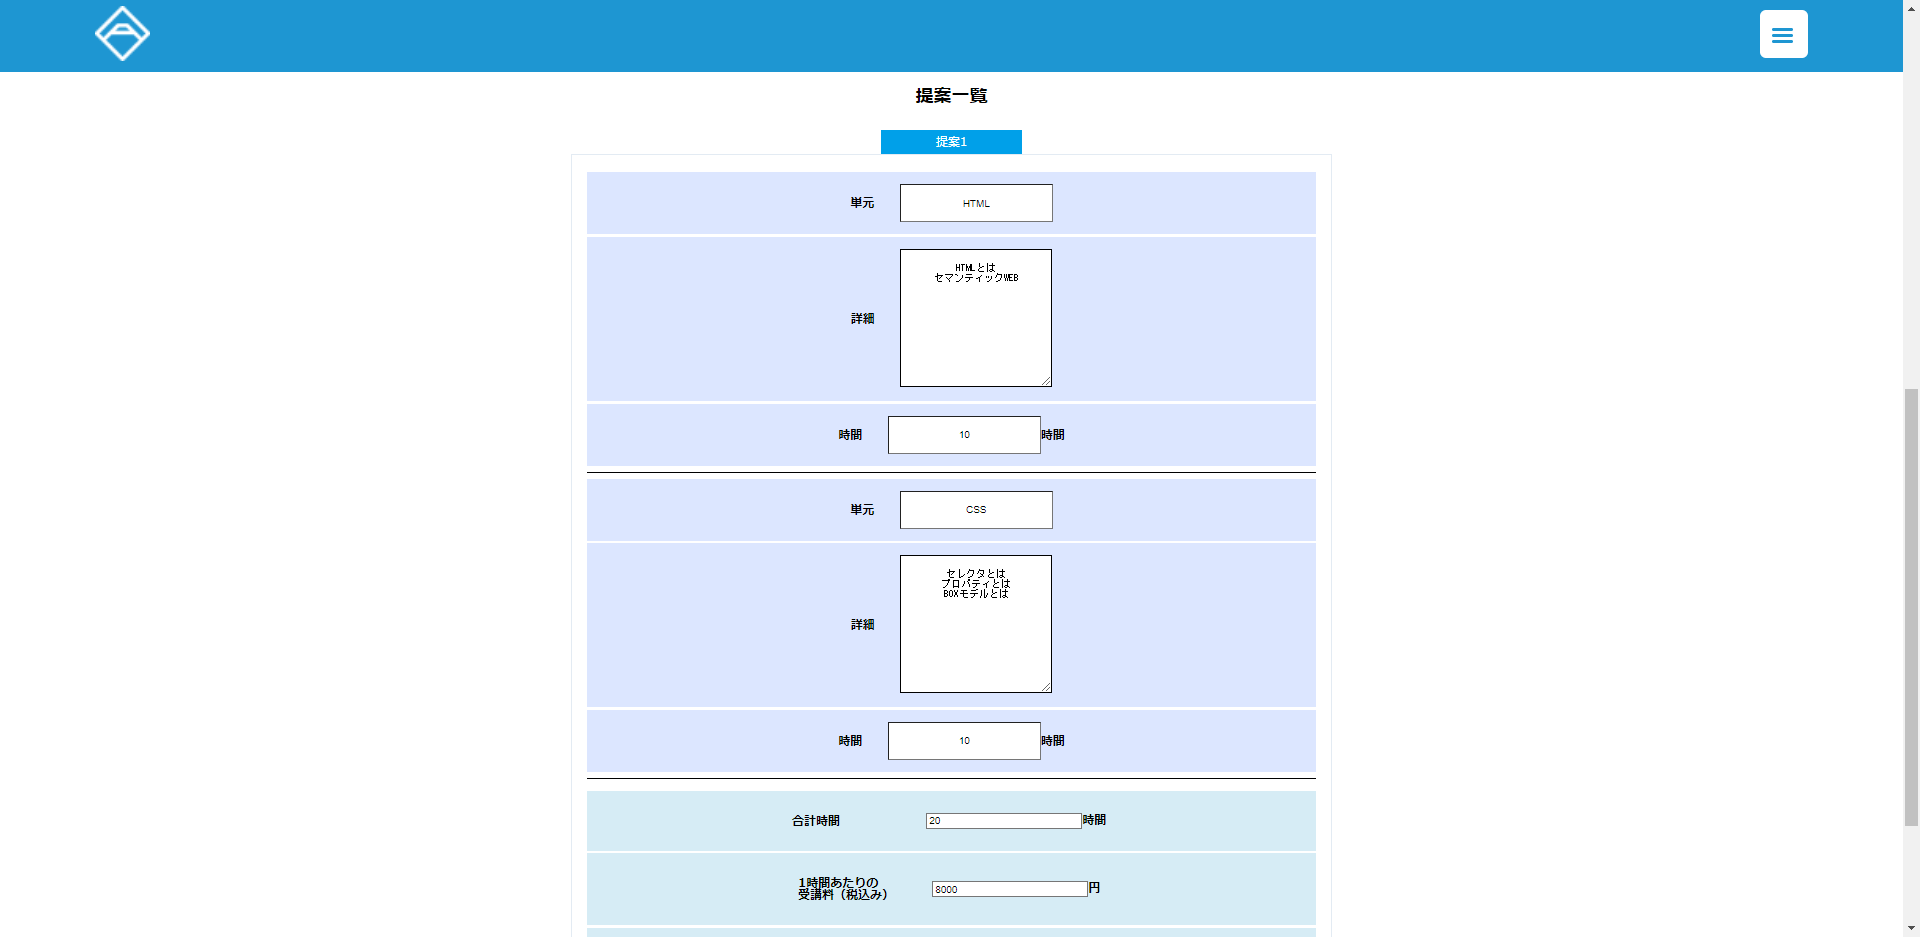 提案一覧
提案1
単元 HTML
詳細
HTMLとは
セマンティックWEB
時間 10 時間
単元 CSS
詳細
セレクタとは
プロパティとは
BOXモデルとは
時間 10 時間
合計時間 20 時間
1時間あたりの
受講料（税込み） 8000 円